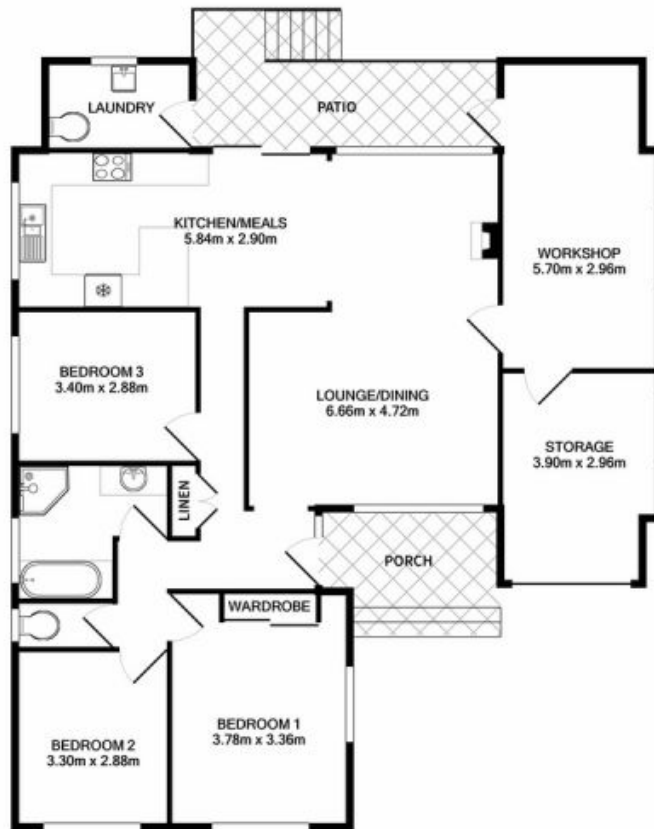 LAUNDRY
PATIO
KITCHEN/MEALS
5.84m x 2.90m
WORKSHOP
5.70m x 2.96m
BEDROOM 3
3.40m x 2.88m
LOUNGE/DINING
6.66m x 4.72m
STORAGE
3.90m x 2.96m
LINEN
PORCH
WARDROBE
BEDROOM 1
3.78m x 3.36m
BEDROOM 2
3.30m x 2.88m